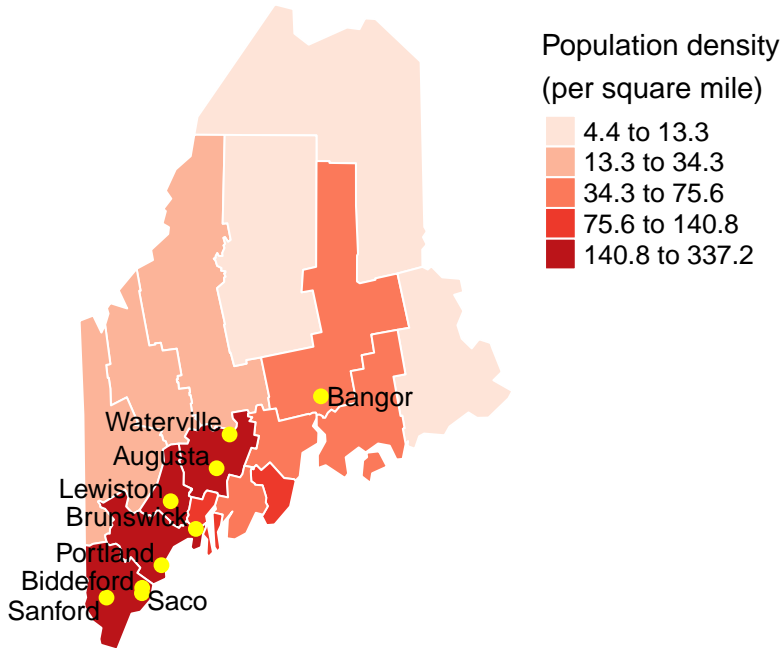 Population density
(per square mile)
4.4 to 13.3
13.3 to 34.3
34.3 to 75.6
75.6 to 140.8
140.8 to 337.2
Bangor
Waterville
Augusta
Lewiston
Brunswick
Portland
Biddeford
Saco
Sanford